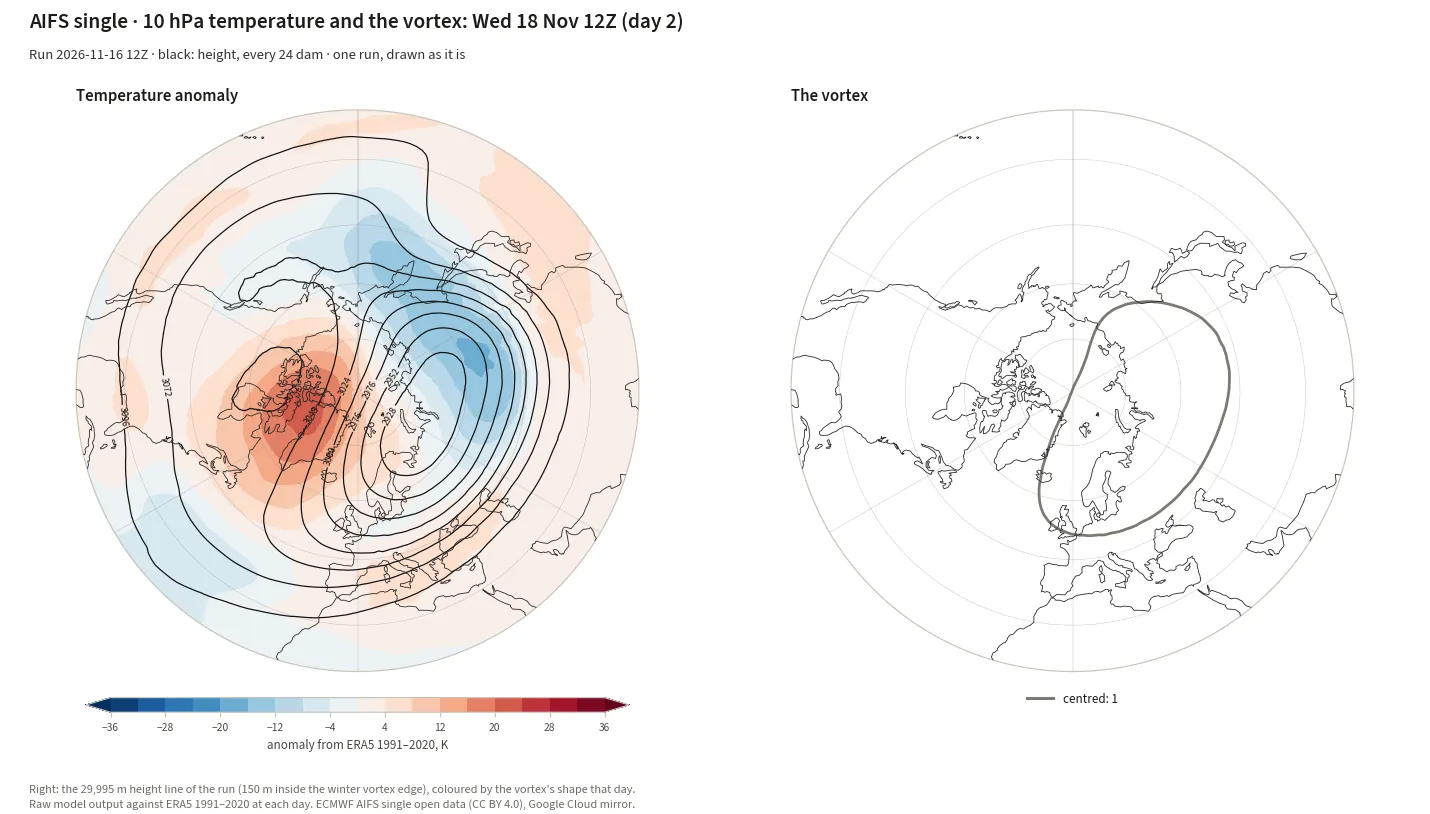 AIFS single · 10 hPa temperature and the vortex: Wed 18 Nov 12Z (day 2)
Run 2026-11-16 12Z · black: height, every 24 dam · one run, drawn as it is
Temperature anomaly
The vortex
3072
3024
2976
2952
2976
2928
−36 −28 −20 −12 −4 4 12 20 28 36
anomaly from ERA5 1991–2020, K
centred: 1
Right: the 29,995 m height line of the run (150 m inside the winter vortex edge), coloured by the vortex's shape that day.
Raw model output against ERA5 1991–2020 at each day. ECMWF AIFS single open data (CC BY 4.0), Google Cloud mirror.